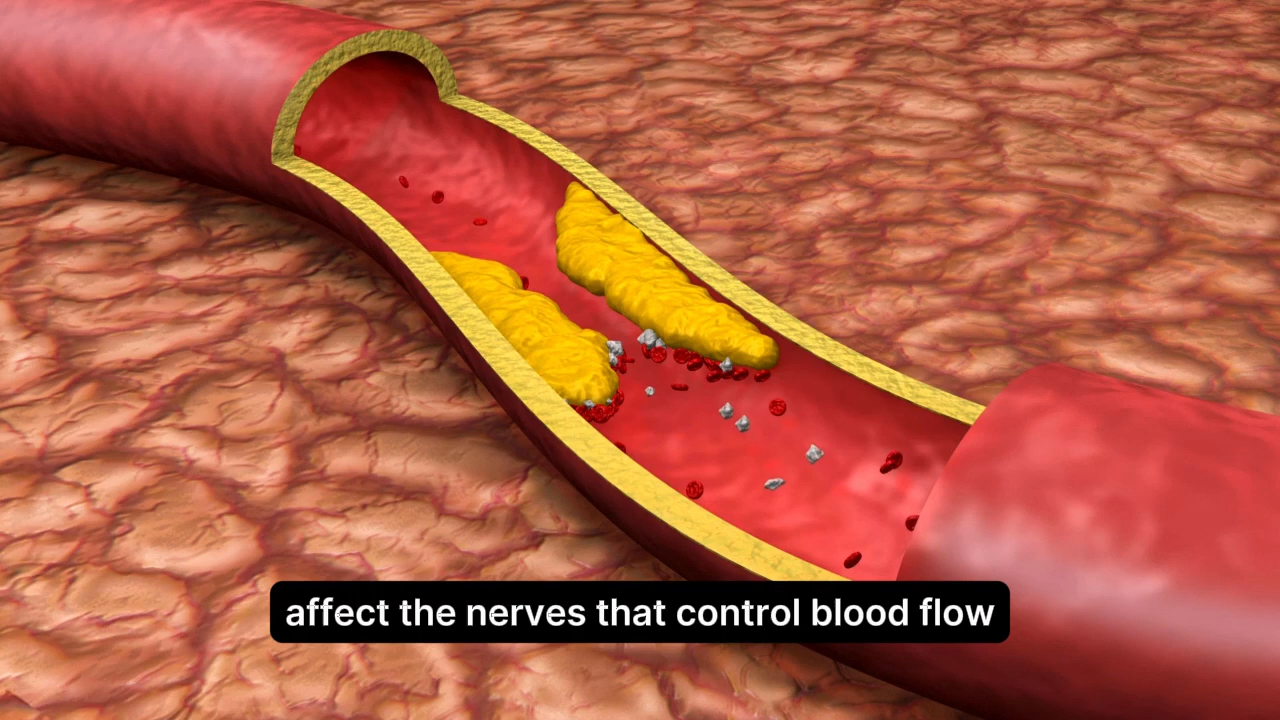 affect the nerves that control blood flow